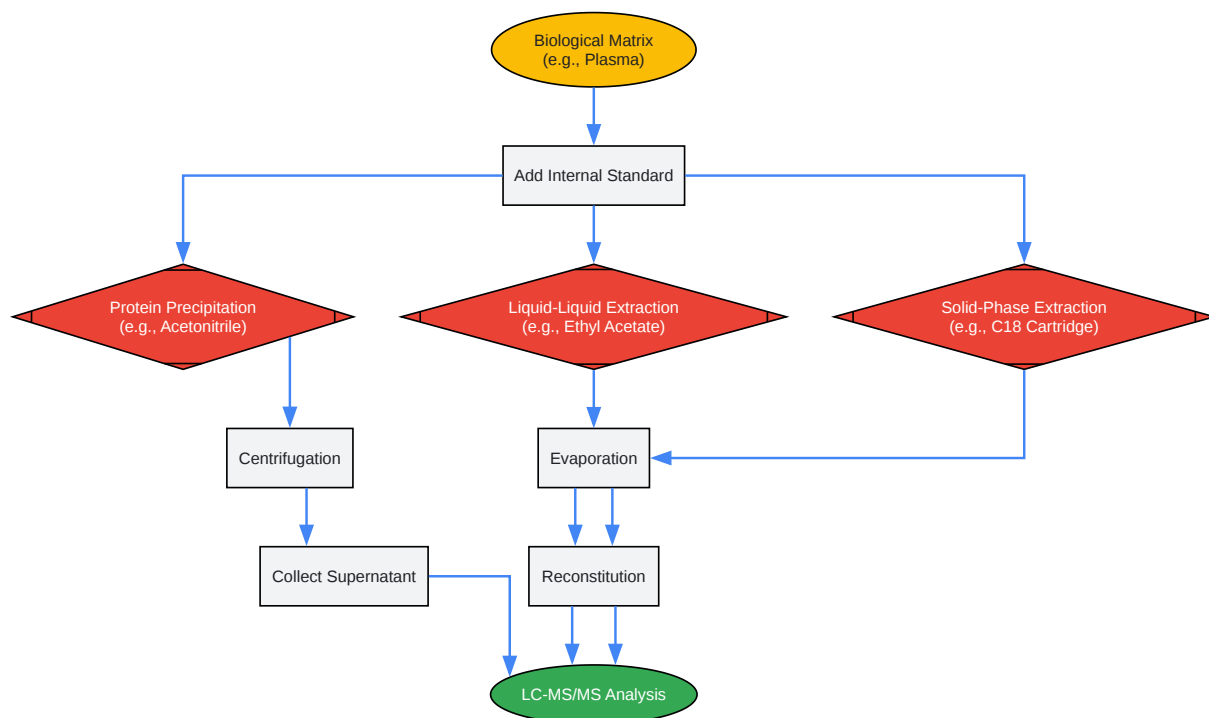 Biological Matrix
(e.g., Plasma)
Add Internal Standard
Protein Precipitation
(e.g., Acetonitrile)
Liquid-Liquid Extraction
(e.g., Ethyl Acetate)
Solid-Phase Extraction
(e.g., C18 Cartridge)
Centrifugation
Evaporation
Collect Supernatant
Reconstitution
LC-MS/MS Analysis